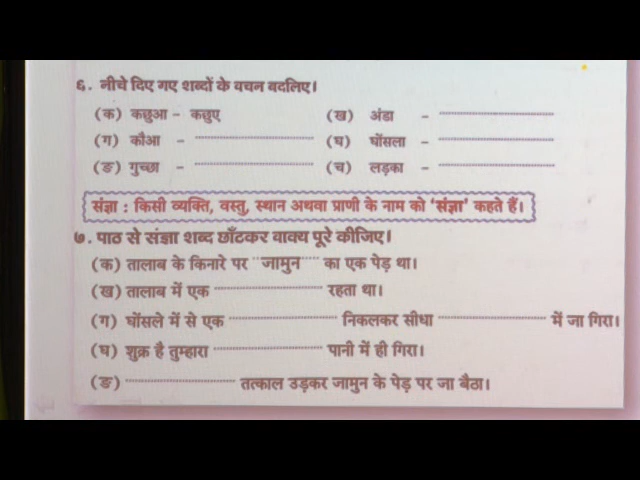 ६. नीचे दिए गए शब्दों के वचन बदलिए।
(क) कछुआ - कछुए (ख) अंडा -
(ग) कौआ - (घ) घोंसला -
(ङ) गुच्छा - (च) लड़का -
संज्ञा : किसी व्यक्ति, वस्तु, स्थान अथवा प्राणी के नाम को 'संज्ञा' कहते हैं।
७. पाठ से संज्ञा शब्द छाँटकर वाक्य पूरे कीजिए।
(क) तालाब के किनारे पर जामुन का एक पेड़ था।
(ख) तालाब में एक रहता था।
(ग) घोंसले में से एक निकलकर सीधा में जा गिरा।
(घ) शुक्र है तुम्हारा पानी में ही गिरा।
(ङ) तत्काल उड़कर जामुन के पेड़ पर जा बैठा।